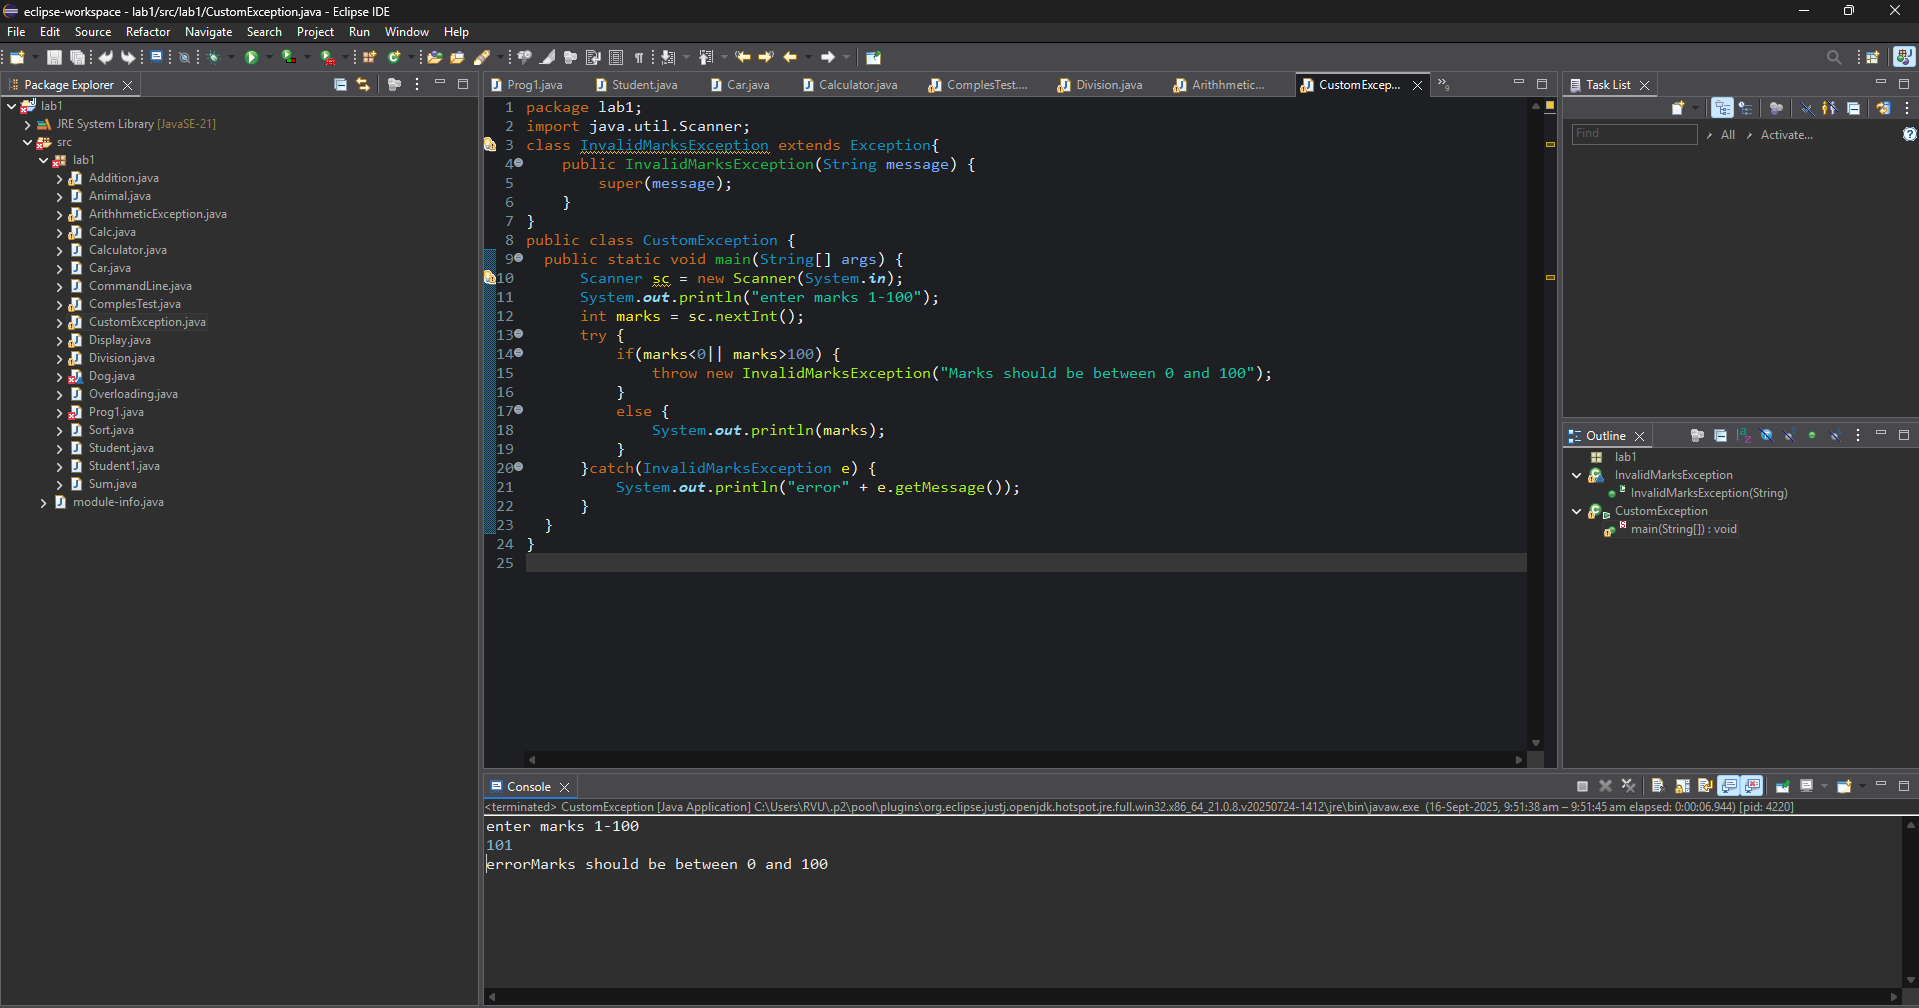 eclipse-workspace - lab1/src/lab1/CustomException.java - Eclipse IDE
File Edit Source Refactor Navigate Search Project Run Window Help
Package Explorer
lab1
JRE System Library [JavaSE-21]
src
lab1
Addition.java
Animal.java
ArithhmeticException.java
Calc.java
Calculator.java
Car.java
CommandLine.java
ComplesTest.java
CustomException.java
Display.java
Division.java
Dog.java
Overloading.java
Prog1.java
Sort.java
Student.java
Student1.java
Sum.java
module-info.java
Prog1.java Student.java Car.java Calculator.java ComplesTest.... Division.java Arithhmetic... CustomExcep... »9
1 package lab1;
2 import java.util.Scanner;
3 class InvalidMarksException extends Exception{
4 public InvalidMarksException(String message) {
5 super(message);
6 }
7 }
8 public class CustomException {
9 public static void main(String[] args) {
10 Scanner sc = new Scanner(System.in);
11 System.out.println("enter marks 1-100");
12 int marks = sc.nextInt();
13 try {
14 if(marks<0|| marks>100) {
15 throw new InvalidMarksException("Marks should be between 0 and 100");
16 }
17 else {
18 System.out.println(marks);
19 }
20 }catch(InvalidMarksException e) {
21 System.out.println("error" + e.getMessage());
22 }
23 }
24 }
25
Task List
Find All Activate...
Outline
lab1
InvalidMarksException
InvalidMarksException(String)
CustomException
main(String[]) : void
Console
<terminated> CustomException [Java Application] C:\Users\RVU\.p2\pool\plugins\org.eclipse.justj.openjdk.hotspot.jre.full.win32.x86_64_21.0.8.v20250724-1412\jre\bin\javaw.exe (16-Sept-2025, 9:51:38 am – 9:51:45 am elapsed: 0:00:06.944) [pid: 4220]
enter marks 1-100
101
errorMarks should be between 0 and 100